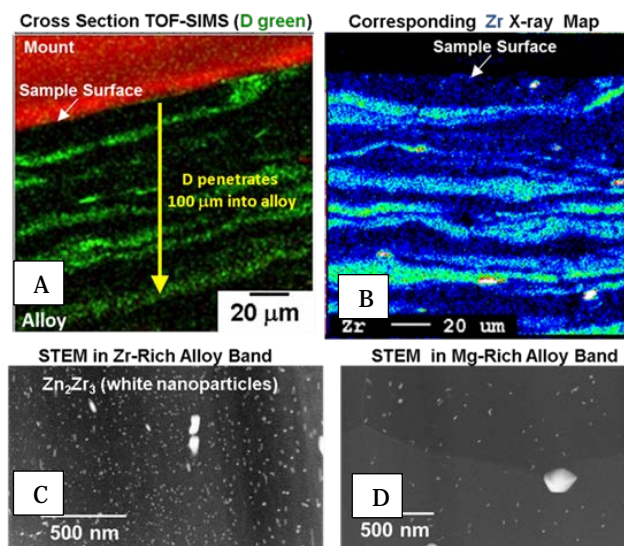 Cross Section TOF-SIMS (D green)
Mount
Sample Surface
D penetrates
100 µm into alloy
A
20 µm
Alloy
Corresponding Zr X-ray Map
Sample Surface
B
Zr
20 um
STEM in Zr-Rich Alloy Band
Zn₂Zr₃ (white nanoparticles)
C
500 nm
STEM in Mg-Rich Alloy Band
D
500 nm